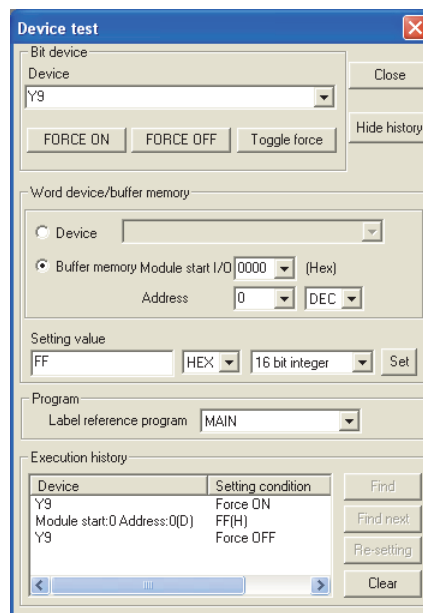 Device test
Bit device
Device
Close
Y9
FORCE ON FORCE OFF Toggle force Hide history
Word device/buffer memory
Device
Buffer memory Module start I/O 0000 (Hex)
Address 0 DEC
Setting value
FF HEX 16 bit integer Set
Program
Label reference program MAIN
Execution history
Device Setting condition Find
Y9 Force ON
Module start:0 Address:0(D) FF(H) Find next
Y9 Force OFF
Re-setting
Clear